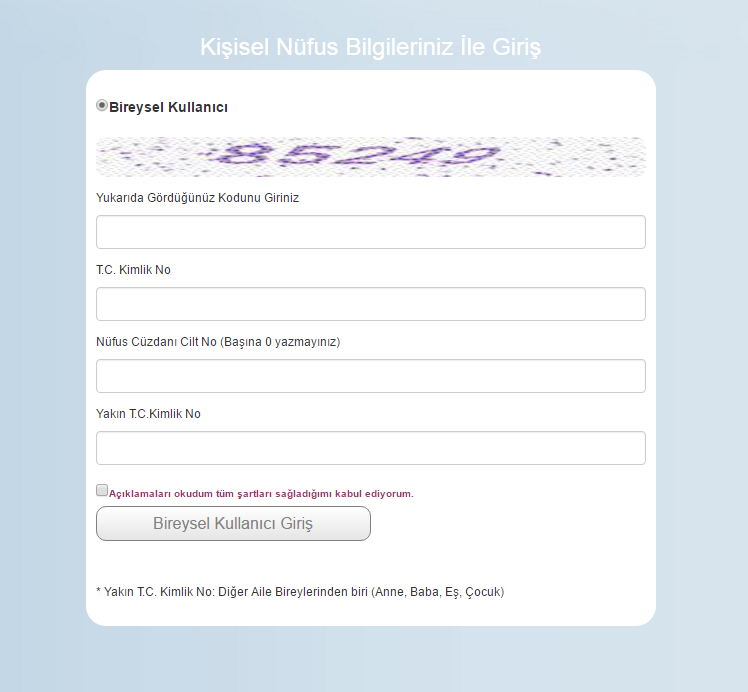 Kişisel Nüfus Bilgileriniz İle Giriş
Bireysel Kullanıcı
85240
Yukarıda Gördüğünüz Kodunu Giriniz
T.C. Kimlik No
Nüfus Cüzdanı Cilt No (Başına 0 yazmayınız)
Yakın T.C.Kimlik No
Açıklamaları okudum tüm şartları sağladığımı kabul ediyorum.
Bireysel Kullanıcı Giriş
* Yakın T.C. Kimlik No: Diğer Aile Bireylerinden biri (Anne, Baba, Eş, Çocuk)